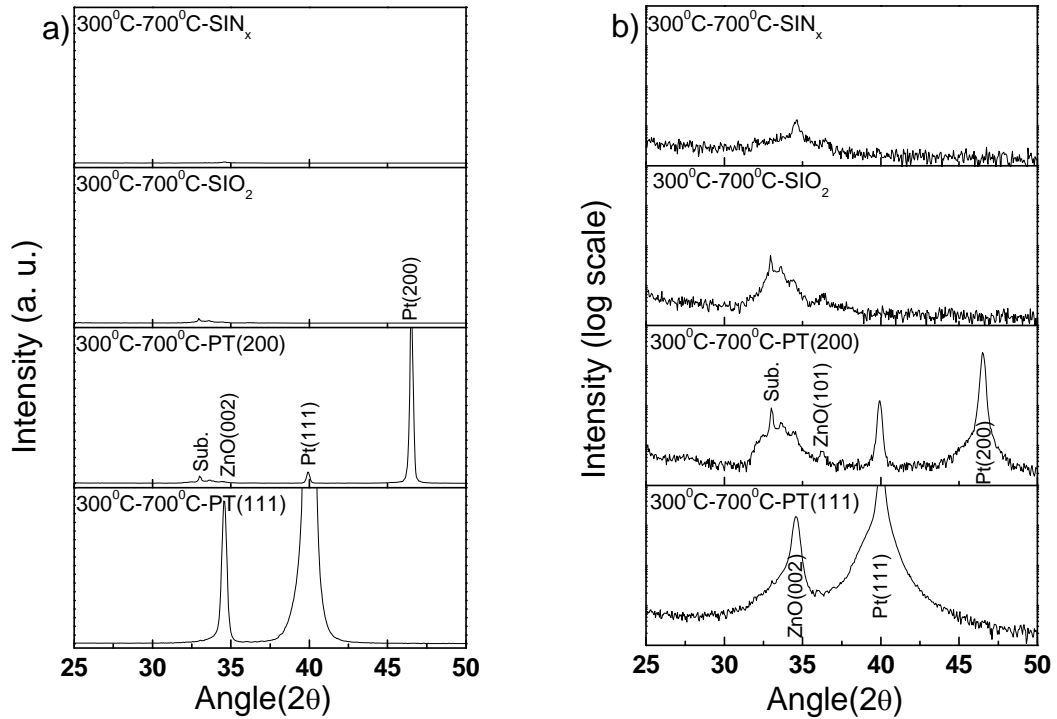 a)
300⁰C-700⁰C-SINₓ
300⁰C-700⁰C-SIO₂
Pt(200)
300⁰C-700⁰C-PT(200)
Sub.
ZnO(002)
Pt(111)
300⁰C-700⁰C-PT(111)
Intensity (a. u.)
25 30 35 40 45 50
Angle(2θ)
b)
300⁰C-700⁰C-SINₓ
300⁰C-700⁰C-SIO₂
300⁰C-700⁰C-PT(200)
Sub.
ZnO(101)
Pt(200)
300⁰C-700⁰C-PT(111)
ZnO(002)
Pt(111)
Intensity (log scale)
25 30 35 40 45 50
Angle(2θ)